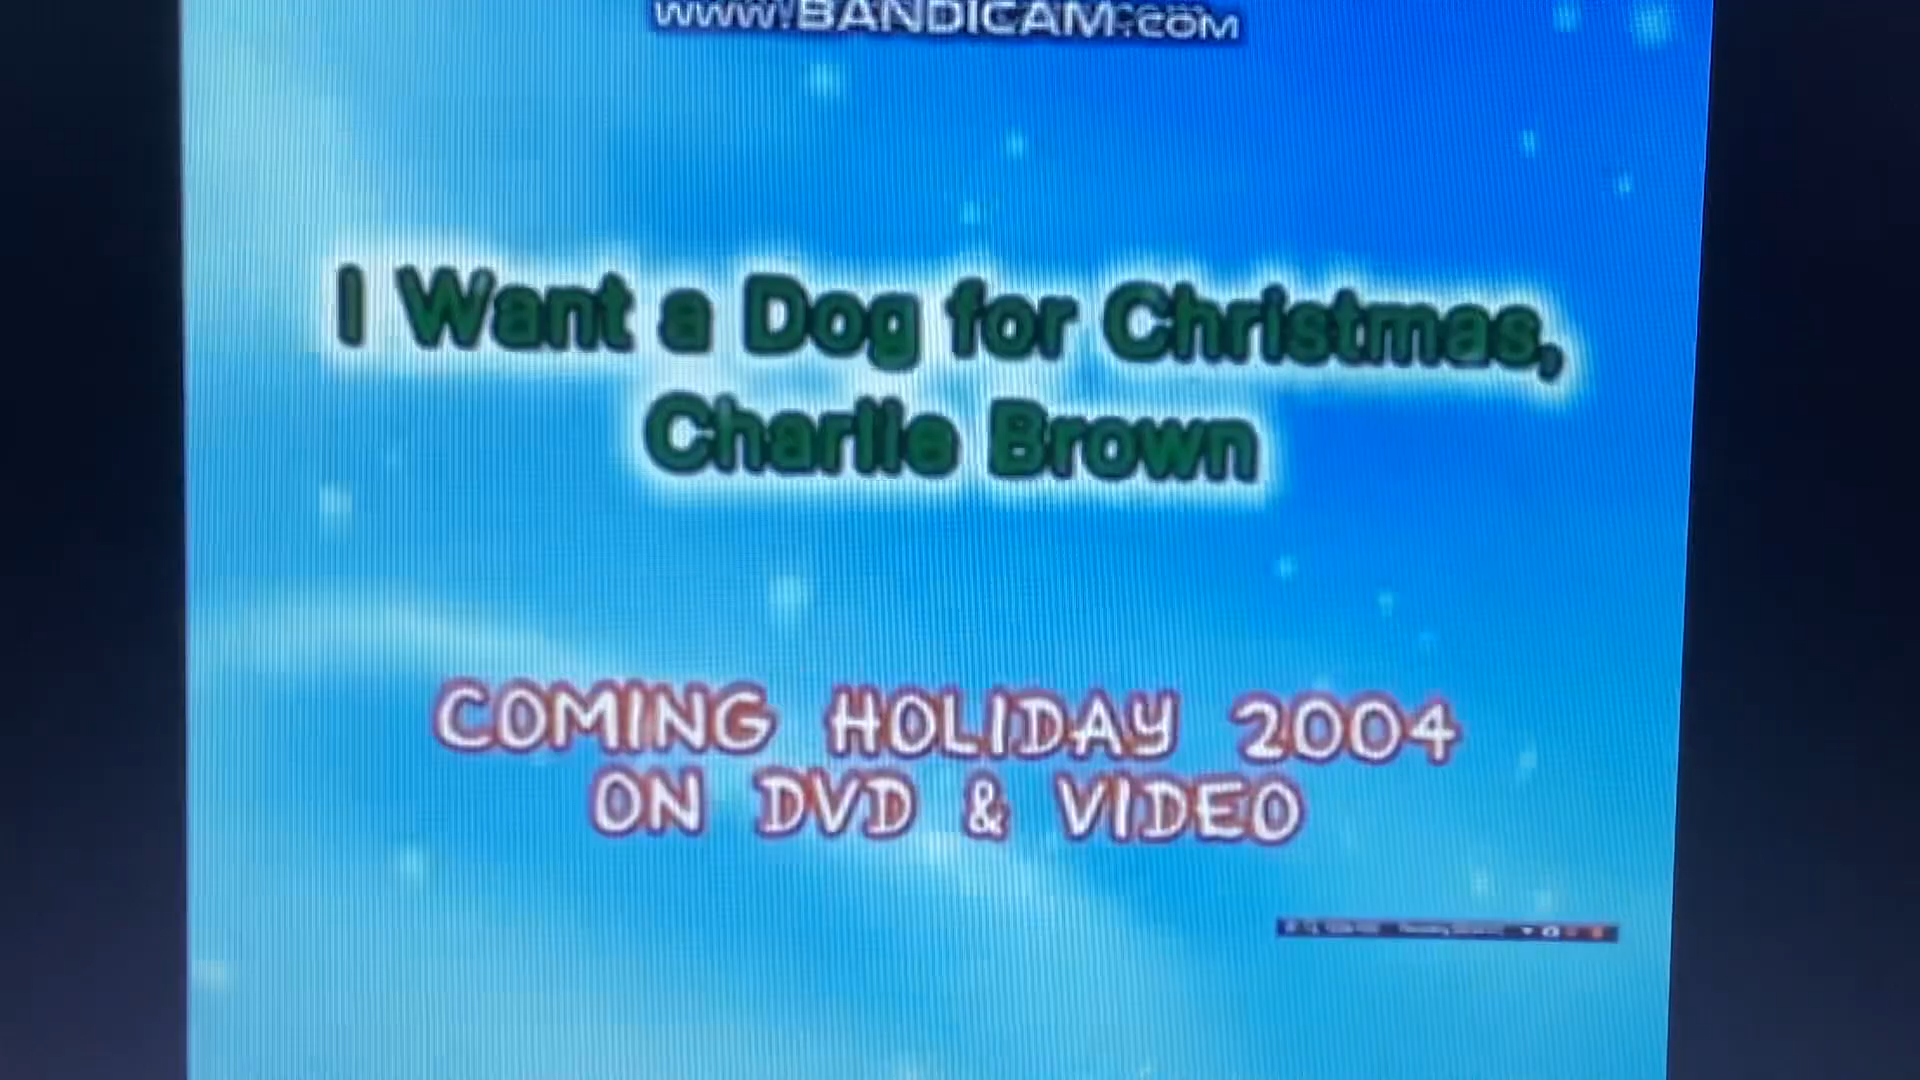 www.BANDICAM.com
I Want a Dog for Christmas,
Charlie Brown
COMING HOLIDAY 2004
ON DVD & VIDEO